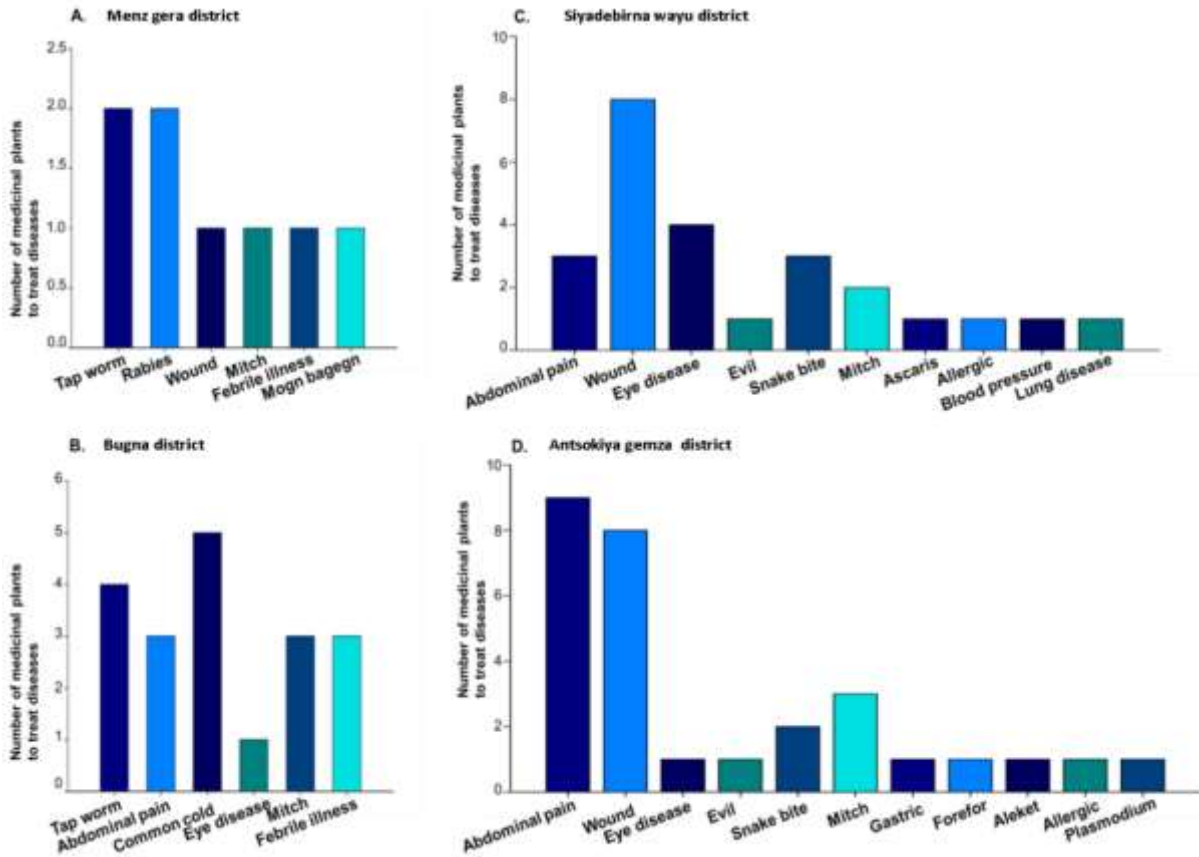 A. Menz gera district
Number of medicinal plants
to treat diseases
2.5
2.0
1.5
1.0
0.5
0.0
Tap worm
Rabies
Wound
Mitch
Febrile illness
Mogn bagegn
C. Siyadebirna wayu district
Number of medicinal plants
to treat diseases
10
8
6
4
2
0
Abdominal pain
Wound
Eye disease
Evil
Snake bite
Mitch
Ascaris
Allergic
Blood pressure
Lung disease
B. Bugna district
Number of medicinal plants
to treat diseases
6
5
4
3
2
1
0
Tap worm
Abdominal pain
Common cold
Eye disease
Mitch
Febrile illness
D. Antsokiya gemza district
Number of medicinal plants
to treat diseases
10
8
6
4
2
0
Abdominal pain
Wound
Eye disease
Evil
Snake bite
Mitch
Gastric
Forefor
Aleket
Allergic
Plasmodium